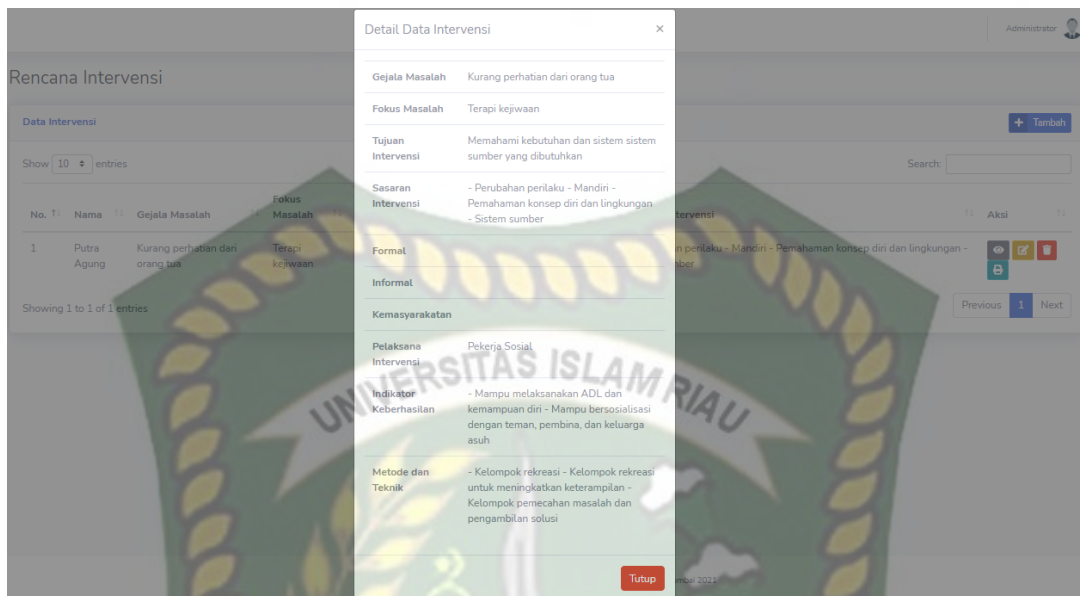 Administrator
Rencana Intervensi
Data Intervensi
+ Tambah
Show 10 entries
Search:
No. Nama Gejala Masalah Fokus Masalah
tervensi
Aksi
1 Putra Agung Kurang perhatian dari orang tua Terapi kejiwaan
n perilaku - Mandiri - Pemahaman konsep diri dan lingkungan -
mber
Showing 1 to 1 of 1 entries
Previous 1 Next
Detail Data Intervensi ×
Gejala Masalah Kurang perhatian dari orang tua
Fokus Masalah Terapi kejiwaan
Tujuan Memahami kebutuhan dan sistem sistem
Intervensi sumber yang dibutuhkan
Sasaran - Perubahan perilaku - Mandiri -
Intervensi Pemahaman konsep diri dan lingkungan
- Sistem sumber
Formal
Informal
Kemasyarakatan
Pelaksana Pekerja Sosial
Intervensi
Indikator - Mampu melaksanakan ADL dan
Keberhasilan kemampuan diri - Mampu bersosialisasi
dengan teman, pembina, dan keluarga
asuh
Metode dan - Kelompok rekreasi - Kelompok rekreasi
Teknik untuk meningkatkan keterampilan -
Kelompok pemecahan masalah dan
pengambilan solusi
Tutup
2021
UNIVERSITAS ISLAM RIAU